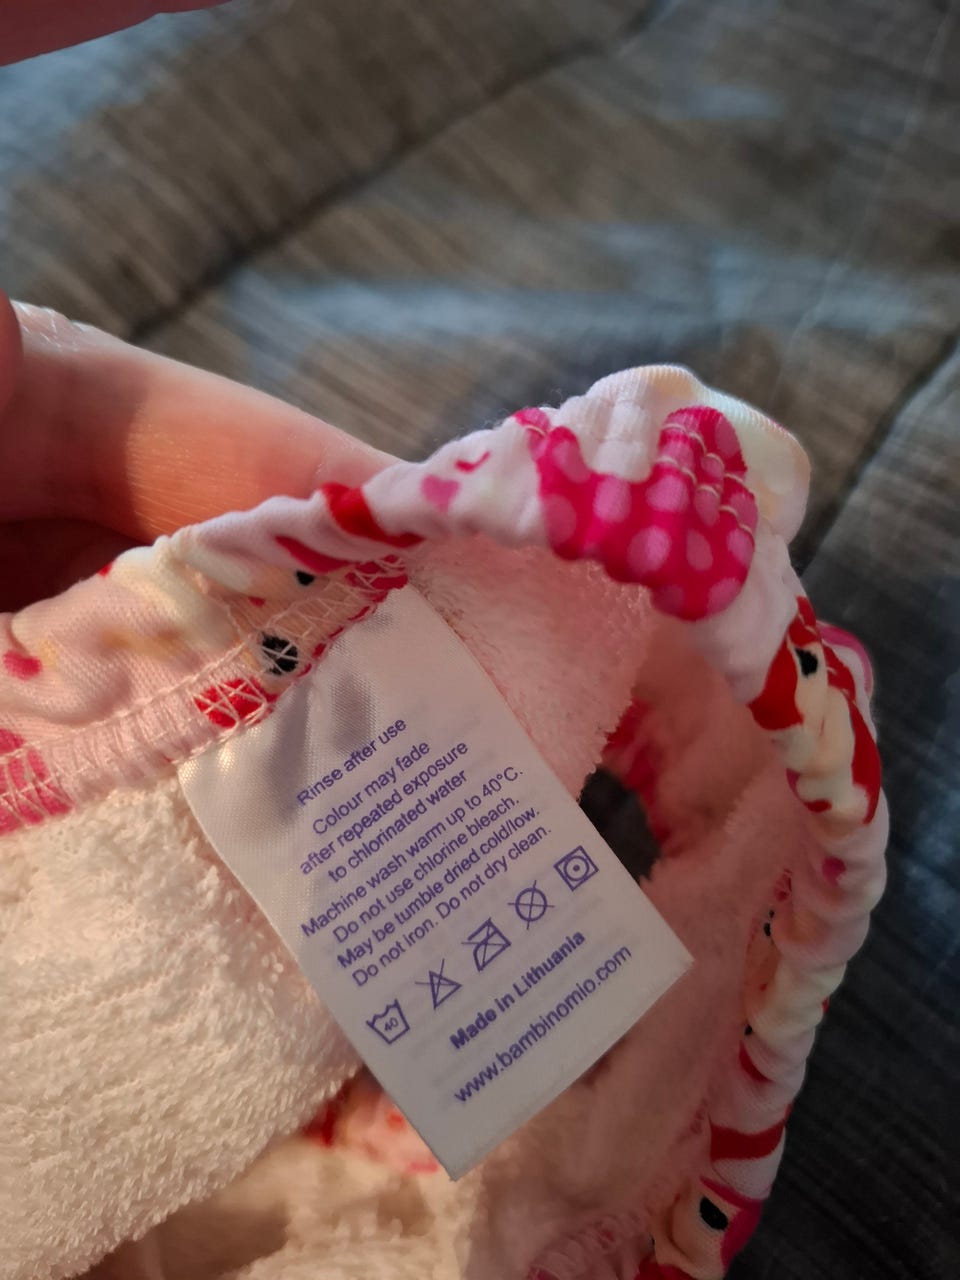 Rinse after use
Colour may fade
after repeated exposure
to chlorinated water
Machine wash warm up to 40°C.
Do not use chlorine bleach.
May be tumble dried cold/low.
Do not iron. Do not dry clean.
40
Made in Lithuania
www.bambinomio.com